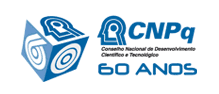 CNPq
Conselho Nacional de Desenvolvimento
Científico e Tecnológico
60 ANOS